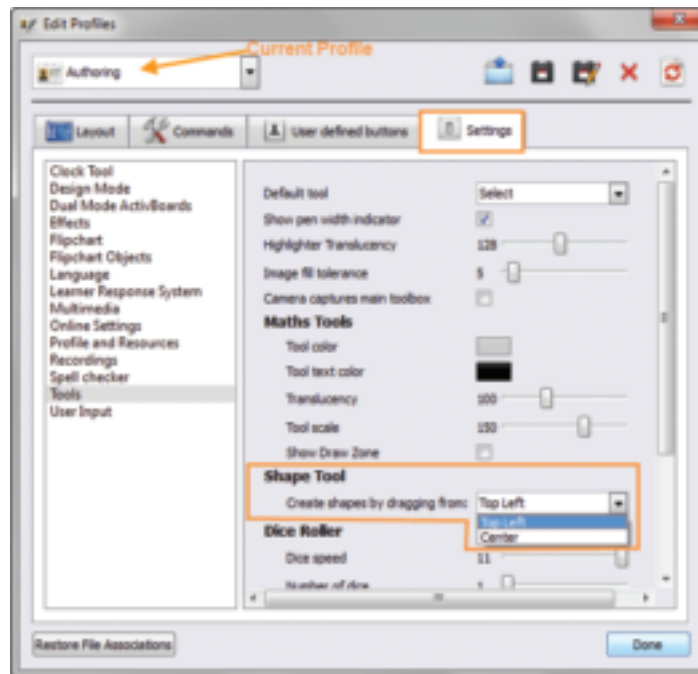 Edit Profiles
Current Profile
Authoring
Layout
Commands
User defined buttons
Settings
Clock Tool
Design Mode
Dual Mode ActivBoards
Effects
Flipchart
Flipchart Objects
Language
Learner Response System
Multimedia
Online Settings
Profile and Resources
Recordings
Spell checker
Tools
User Input
Default tool Select
Show pen width indicator
Highlighter Translucency 128
Image fill tolerance 5
Camera captures main toolbox
Maths Tools
Tool color
Tool text color
Translucency 100
Tool scale 150
Show Draw Zone
Shape Tool
Create shapes by dragging from: Top Left
Top Left
Center
Dice Roller
Dice speed 11
Number of dice 1
Restore File Associations
Done